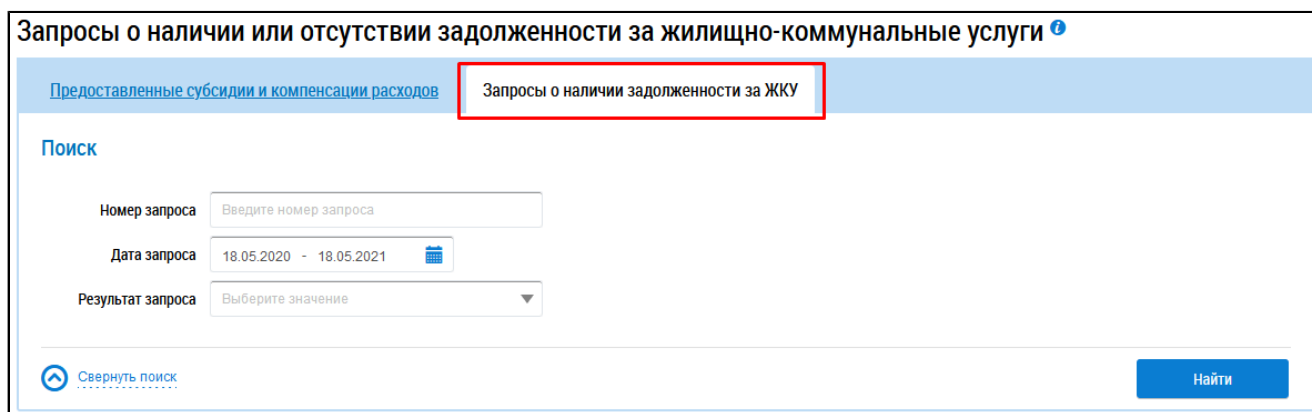 Запросы о наличии или отсутствии задолженности за жилищно-коммунальные услуги i
Предоставленные субсидии и компенсации расходов Запросы о наличии задолженности за ЖКУ
Поиск
Номер запроса Введите номер запроса
Дата запроса 18.05.2020 - 18.05.2021
Результат запроса Выберите значение
Свернуть поиск Найти